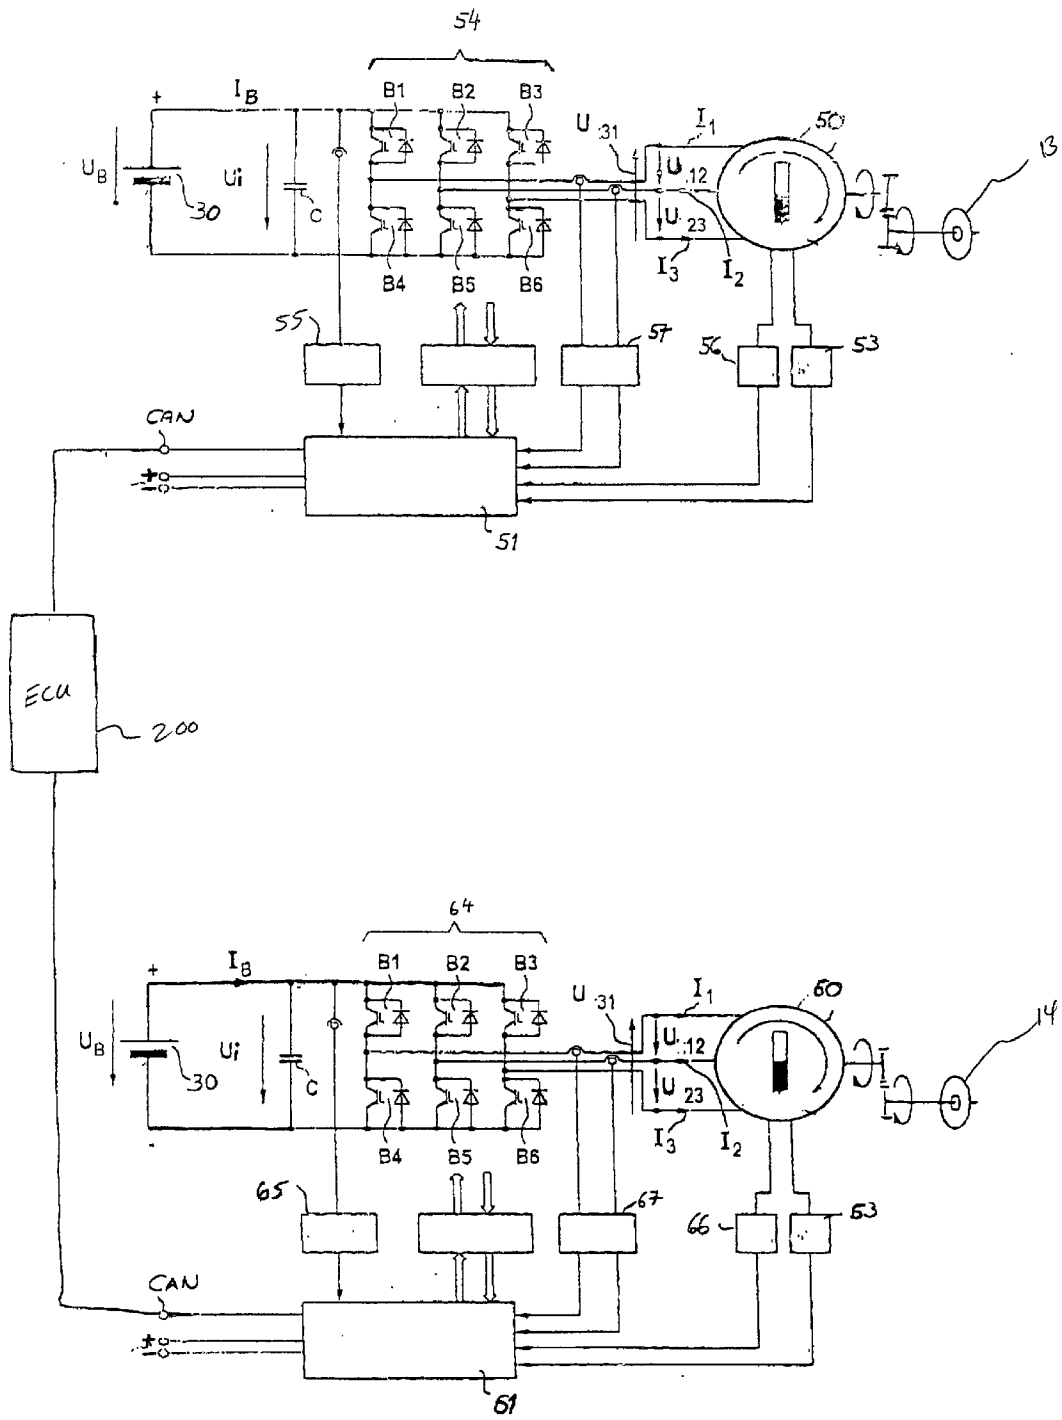 54
+ I_B B1 B2 B3
U_B Ui 30 C
U 31 I_1 50 13
U 12
U 23
B4 B5 B6 I_3 I_2
55 57 56 53
CAN
+
-
51
ECU
200
64
+ I_B B1 B2 B3
U_B Ui 30 C
U 31 I_1 60 14
U 12
U 23
- B4 B5 B6 I_3 I_2
65 67 66 63
CAN
+
-
61